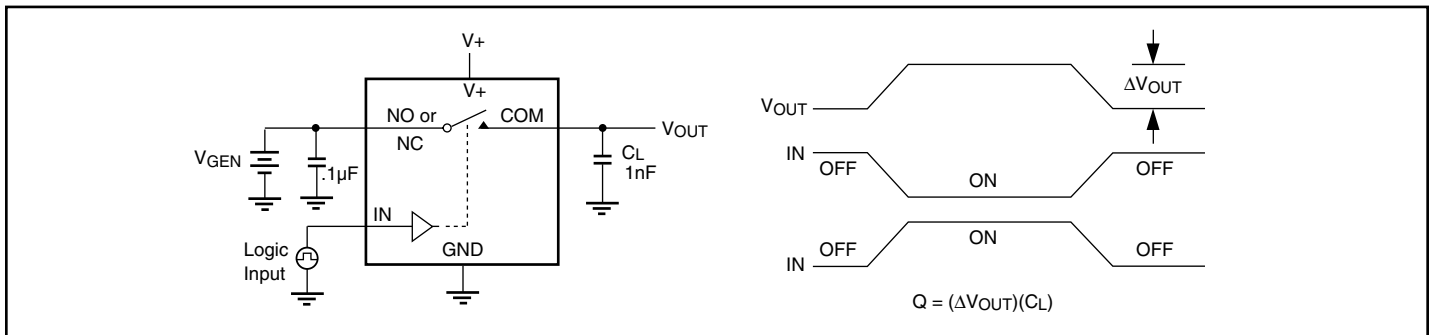 V+
V+
NO or
NC
COM
VOUT
VGEN
.1µF
CL
1nF
IN
Logic
Input
GND
VOUT
ΔVOUT
IN
OFF
ON
OFF
IN
OFF
ON
OFF
Q = (ΔVOUT)(CL)